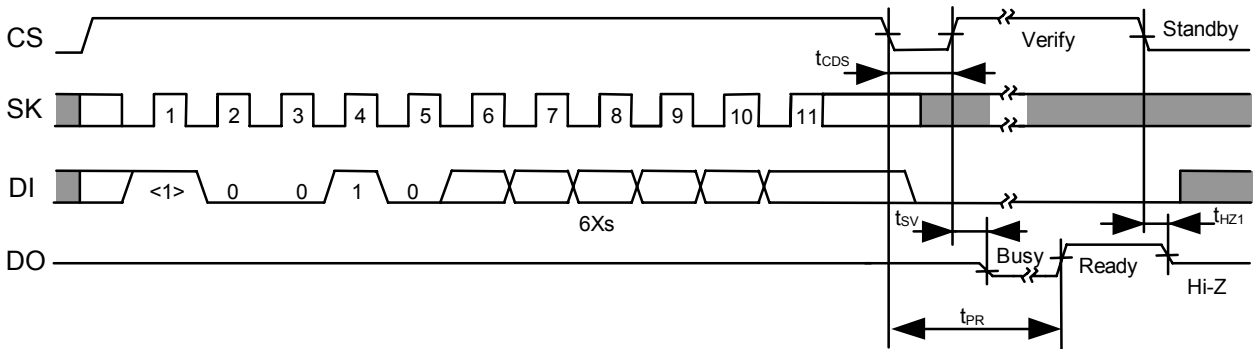 CS
Verify
Standby
tCDS
SK
1 2 3 4 5 6 7 8 9 10 11
DI
<1> 0 0 1 0
6Xs
tSV
tHZ1
DO
Busy
Ready
Hi-Z
tPR